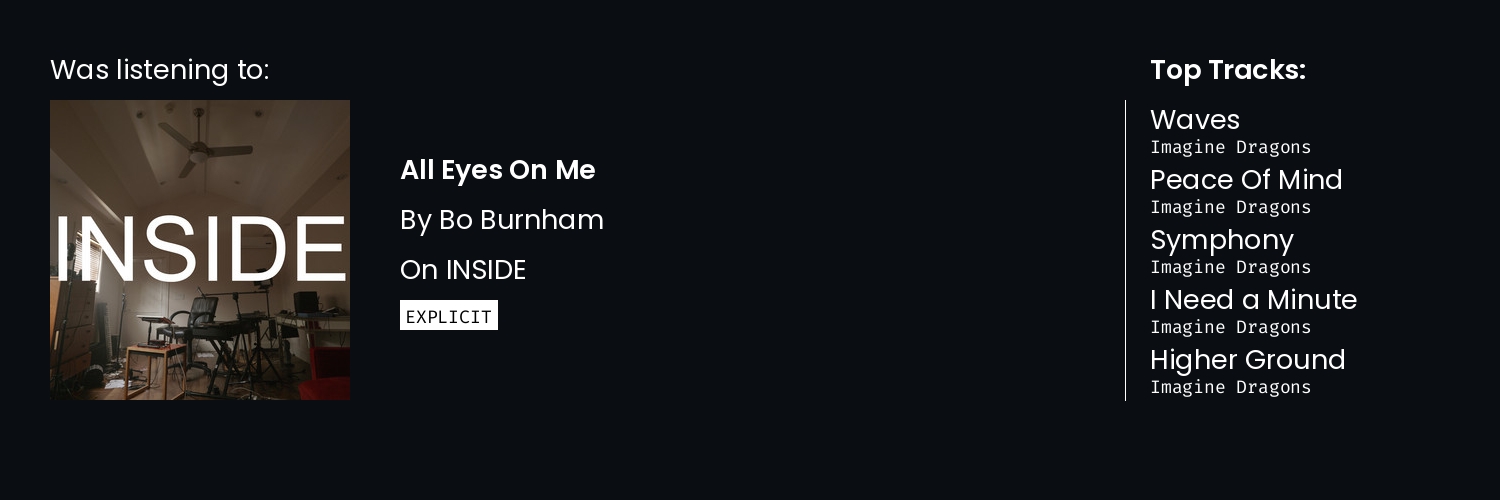 Was listening to:
INSIDE
All Eyes On Me
By Bo Burnham
On INSIDE
EXPLICIT
Top Tracks:
Waves
Imagine Dragons
Peace Of Mind
Imagine Dragons
Symphony
Imagine Dragons
I Need a Minute
Imagine Dragons
Higher Ground
Imagine Dragons